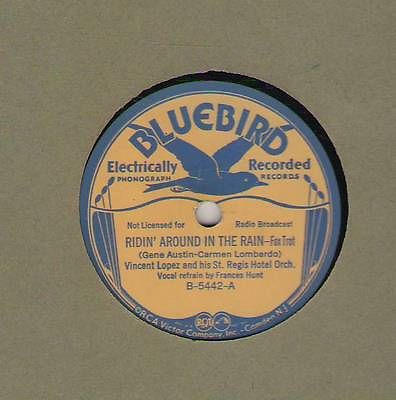 BLUEBIRD
Electrically Recorded
PHONOGRAPH RECORDS
Not Licensed for Radio Broadcast
RIDIN' AROUND IN THE RAIN—Fox Trot
(Gene Austin-Carmen Lombardo)
Vincent Lopez and his St. Regis Hotel Orch.
Vocal refrain by Frances Hunt
B-5442-A
RCA
©RCA Victor Company, Inc. Camden N.J.